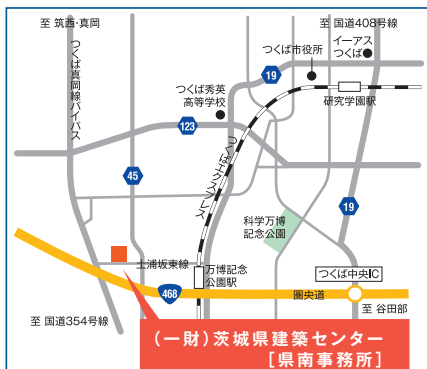 至 筑西・真岡
至 国道408号線
イーアス
つくば
つくば市役所
つくば真岡線バイパス
19
つくば秀英
高等学校
研究学園駅
123
つくばエクスプレス
45
19
科学万博
記念公園
土浦坂東線
万博記念
公園駅
つくば中央IC
468
圏央道
至 谷田部
至 国道354号線
(一財)茨城県建築センター
[県南事務所]